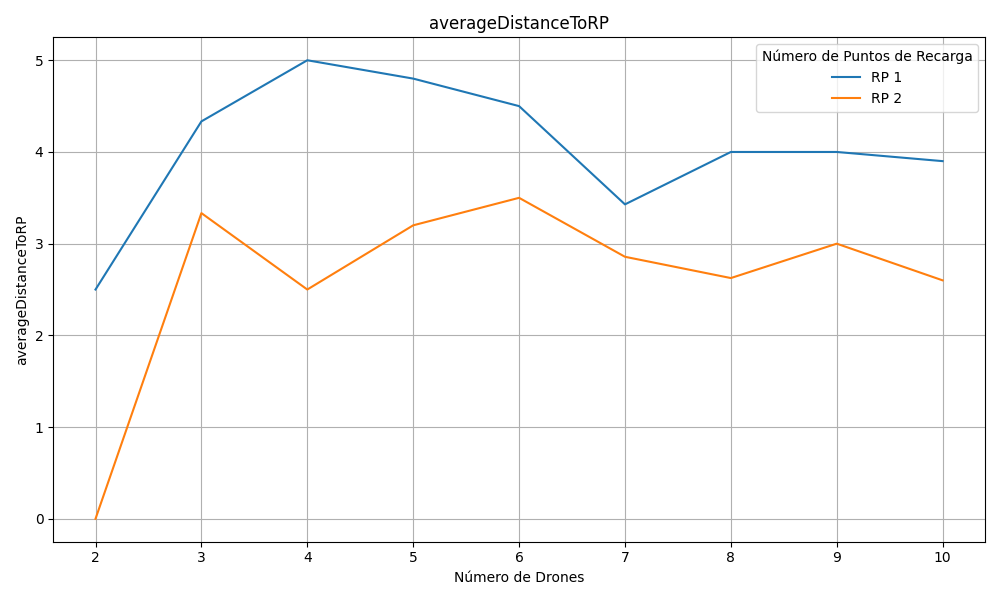 averageDistanceToRP
Número de Puntos de Recarga
RP 1
RP 2
averageDistanceToRP
5
4
3
2
1
0
2 3 4 5 6 7 8 9 10
Número de Drones